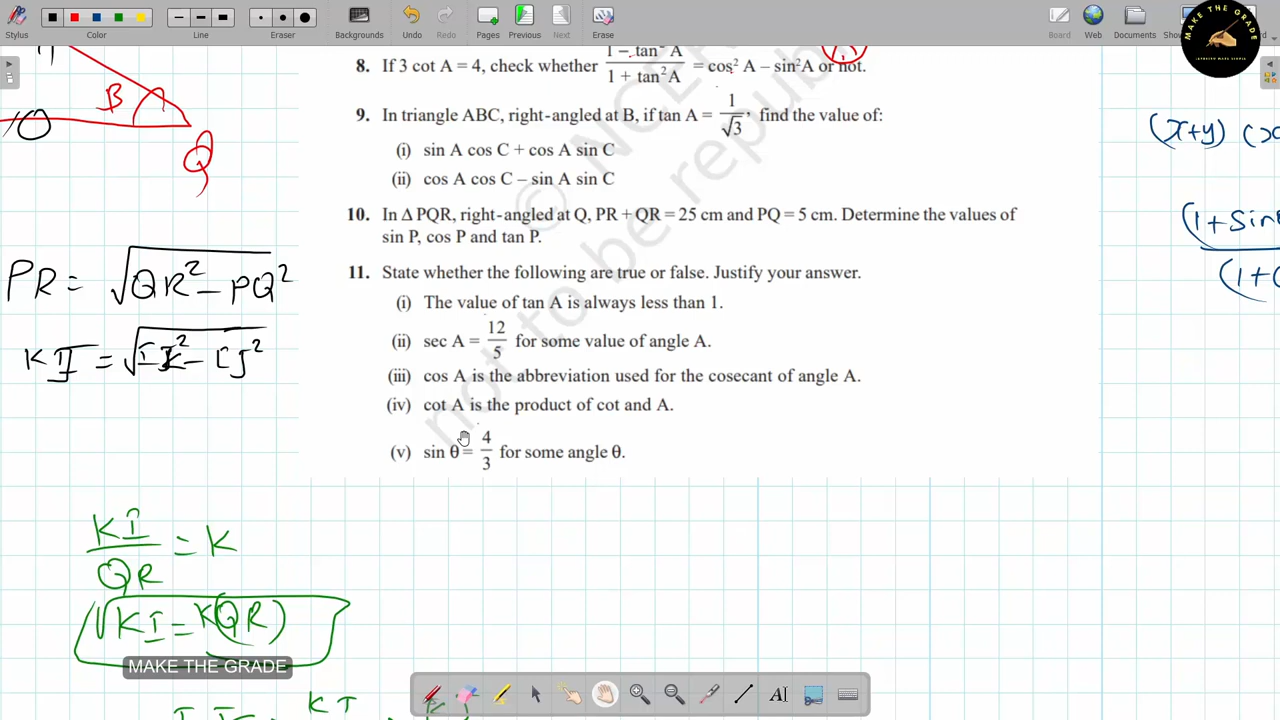 Stylus Color Line Eraser Backgrounds Undo Redo Pages Previous Next Erase Board Web Documents
MAKE THE GRADE
8. If 3 cot A = 4, check whether 1 – tan² A / 1 + tan² A = cos² A – sin²A or not.
9. In triangle ABC, right-angled at B, if tan A = 1/√3, find the value of:
(i) sin A cos C + cos A sin C
(ii) cos A cos C – sin A sin C
10. In Δ PQR, right-angled at Q, PR + QR = 25 cm and PQ = 5 cm. Determine the values of
sin P, cos P and tan P.
11. State whether the following are true or false. Justify your answer.
(i) The value of tan A is always less than 1.
(ii) sec A = 12/5 for some value of angle A.
(iii) cos A is the abbreviation used for the cosecant of angle A.
(iv) cot A is the product of cot and A.
(v) sin θ = 4/3 for some angle θ.
© NCERT
not to be republ
B
Q
PR = √QR² – PQ²
KI/QR = K
KI = K(QR)
(x+y)
MAKE THE GRADE